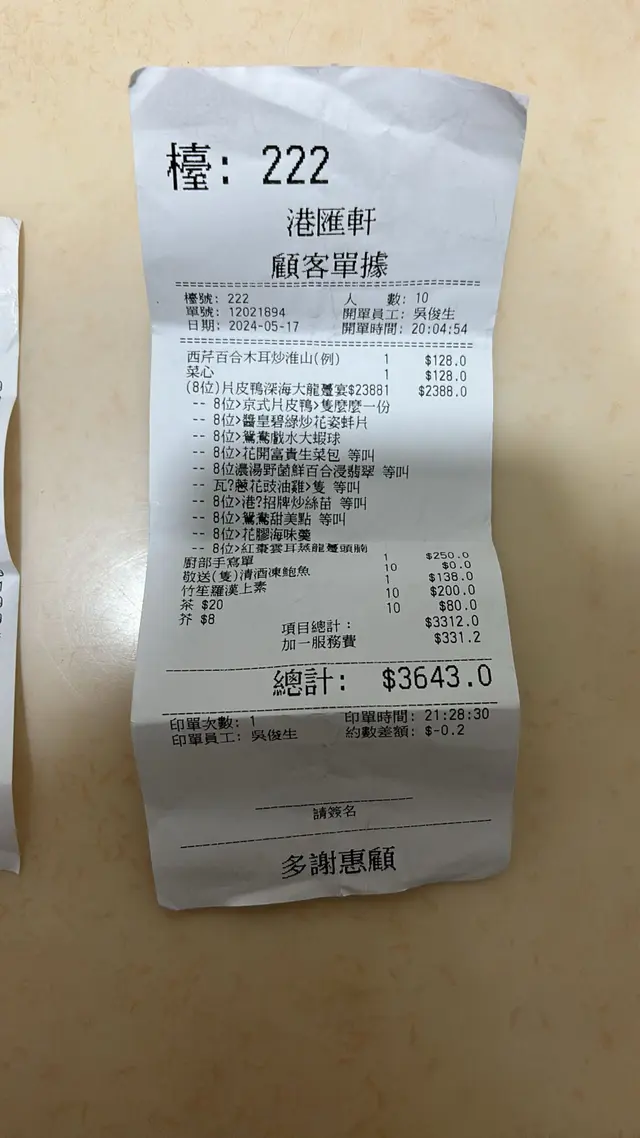 檯: 222
港匯軒
顧客單據
檯號: 222 人 數: 10
單號: 12021894 開單員工: 吳俊生
日期: 2024-05-17 開單時間: 20:04:54
西芹百合木耳炒淮山(例) 1 $128.0
菜心 1 $128.0
(8位)片皮鴨深海大龍躉宴$23881 $2388.0
-- 8位>京式片皮鴨>隻麼麼一份
-- 8位>醬皇碧綠炒花姿蚌片
-- 8位>鴛鴦戲水大蝦球
-- 8位>花開富貴生菜包 等叫
-- 8位濃湯野菌鮮百合浸翡翠 等叫
-- 瓦?蔥花豉油雞>隻 等叫
-- 8位>港?招牌炒絲苗 等叫
-- 8位>鴛鴦甜美點 等叫
-- 8位>花膠海味羹
-- 8位>紅棗雲耳蒸龍躉頭腩
廚部手寫單 1 $250.0
敬送(隻)清酒凍鮑魚 10 $0.0
竹笙羅漢上素 1 $138.0
茶 $20 10 $200.0
芥 $8 10 $80.0
項目總計: $3312.0
加一服務費 $331.2
總計: $3643.0
印單次數: 1 印單時間: 21:28:30
印單員工: 吳俊生 約數差額: $-0.2
請簽名
多謝惠顧